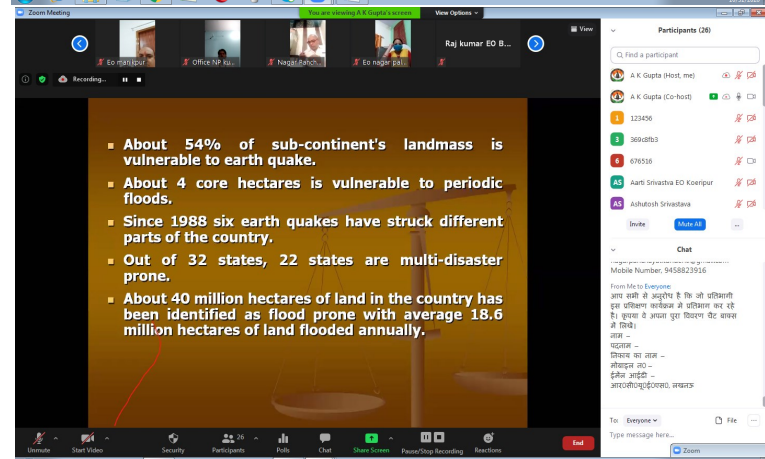 Zoom Meeting
You are viewing A K Gupta's screen
View Options
View
Eo manikpur
Office NP ku...
Nagar Panch...
Eo nagar pal...
Raj kumar EO B...
Recording...
About 54% of sub-continent's landmass is
vulnerable to earth quake.
About 4 core hectares is vulnerable to periodic
floods.
Since 1988 six earth quakes have struck different
parts of the country.
Out of 32 states, 22 states are multi-disaster
prone.
About 40 million hectares of land in the country has
been identified as flood prone with average 18.6
million hectares of land flooded annually.
Unmute
Start Video
Security
26
Participants
Polls
Chat
Share Screen
Pause/Stop Recording
Reactions
End
Participants (26)
Find a participant
A K Gupta (Host, me)
A K Gupta (Co-host)
1 123456
3 369c8fb3
6 676516
AS Aarti Srivastva EO Koeripur
AS Ashutosh Srivastava
Invite
Mute All
...
Chat
Mobile Number, 9458823916
From Me to Everyone:
आप सभी से अनुरोध है कि जो प्रतिभागी
इस प्रशिक्षण कार्यक्रम मे प्रतिभाग कर रहे
है। कृपया वे अपना पुरा विवरण चैट बाक्स
में लिखें।
नाम –
पदनाम –
निकाय का नाम –
मोबाइल न0 –
ईमेल आईडी –
आर0सी0यू0ई0एस0, लखनऊ
To: Everyone
File
...
Type message here...
Zoom